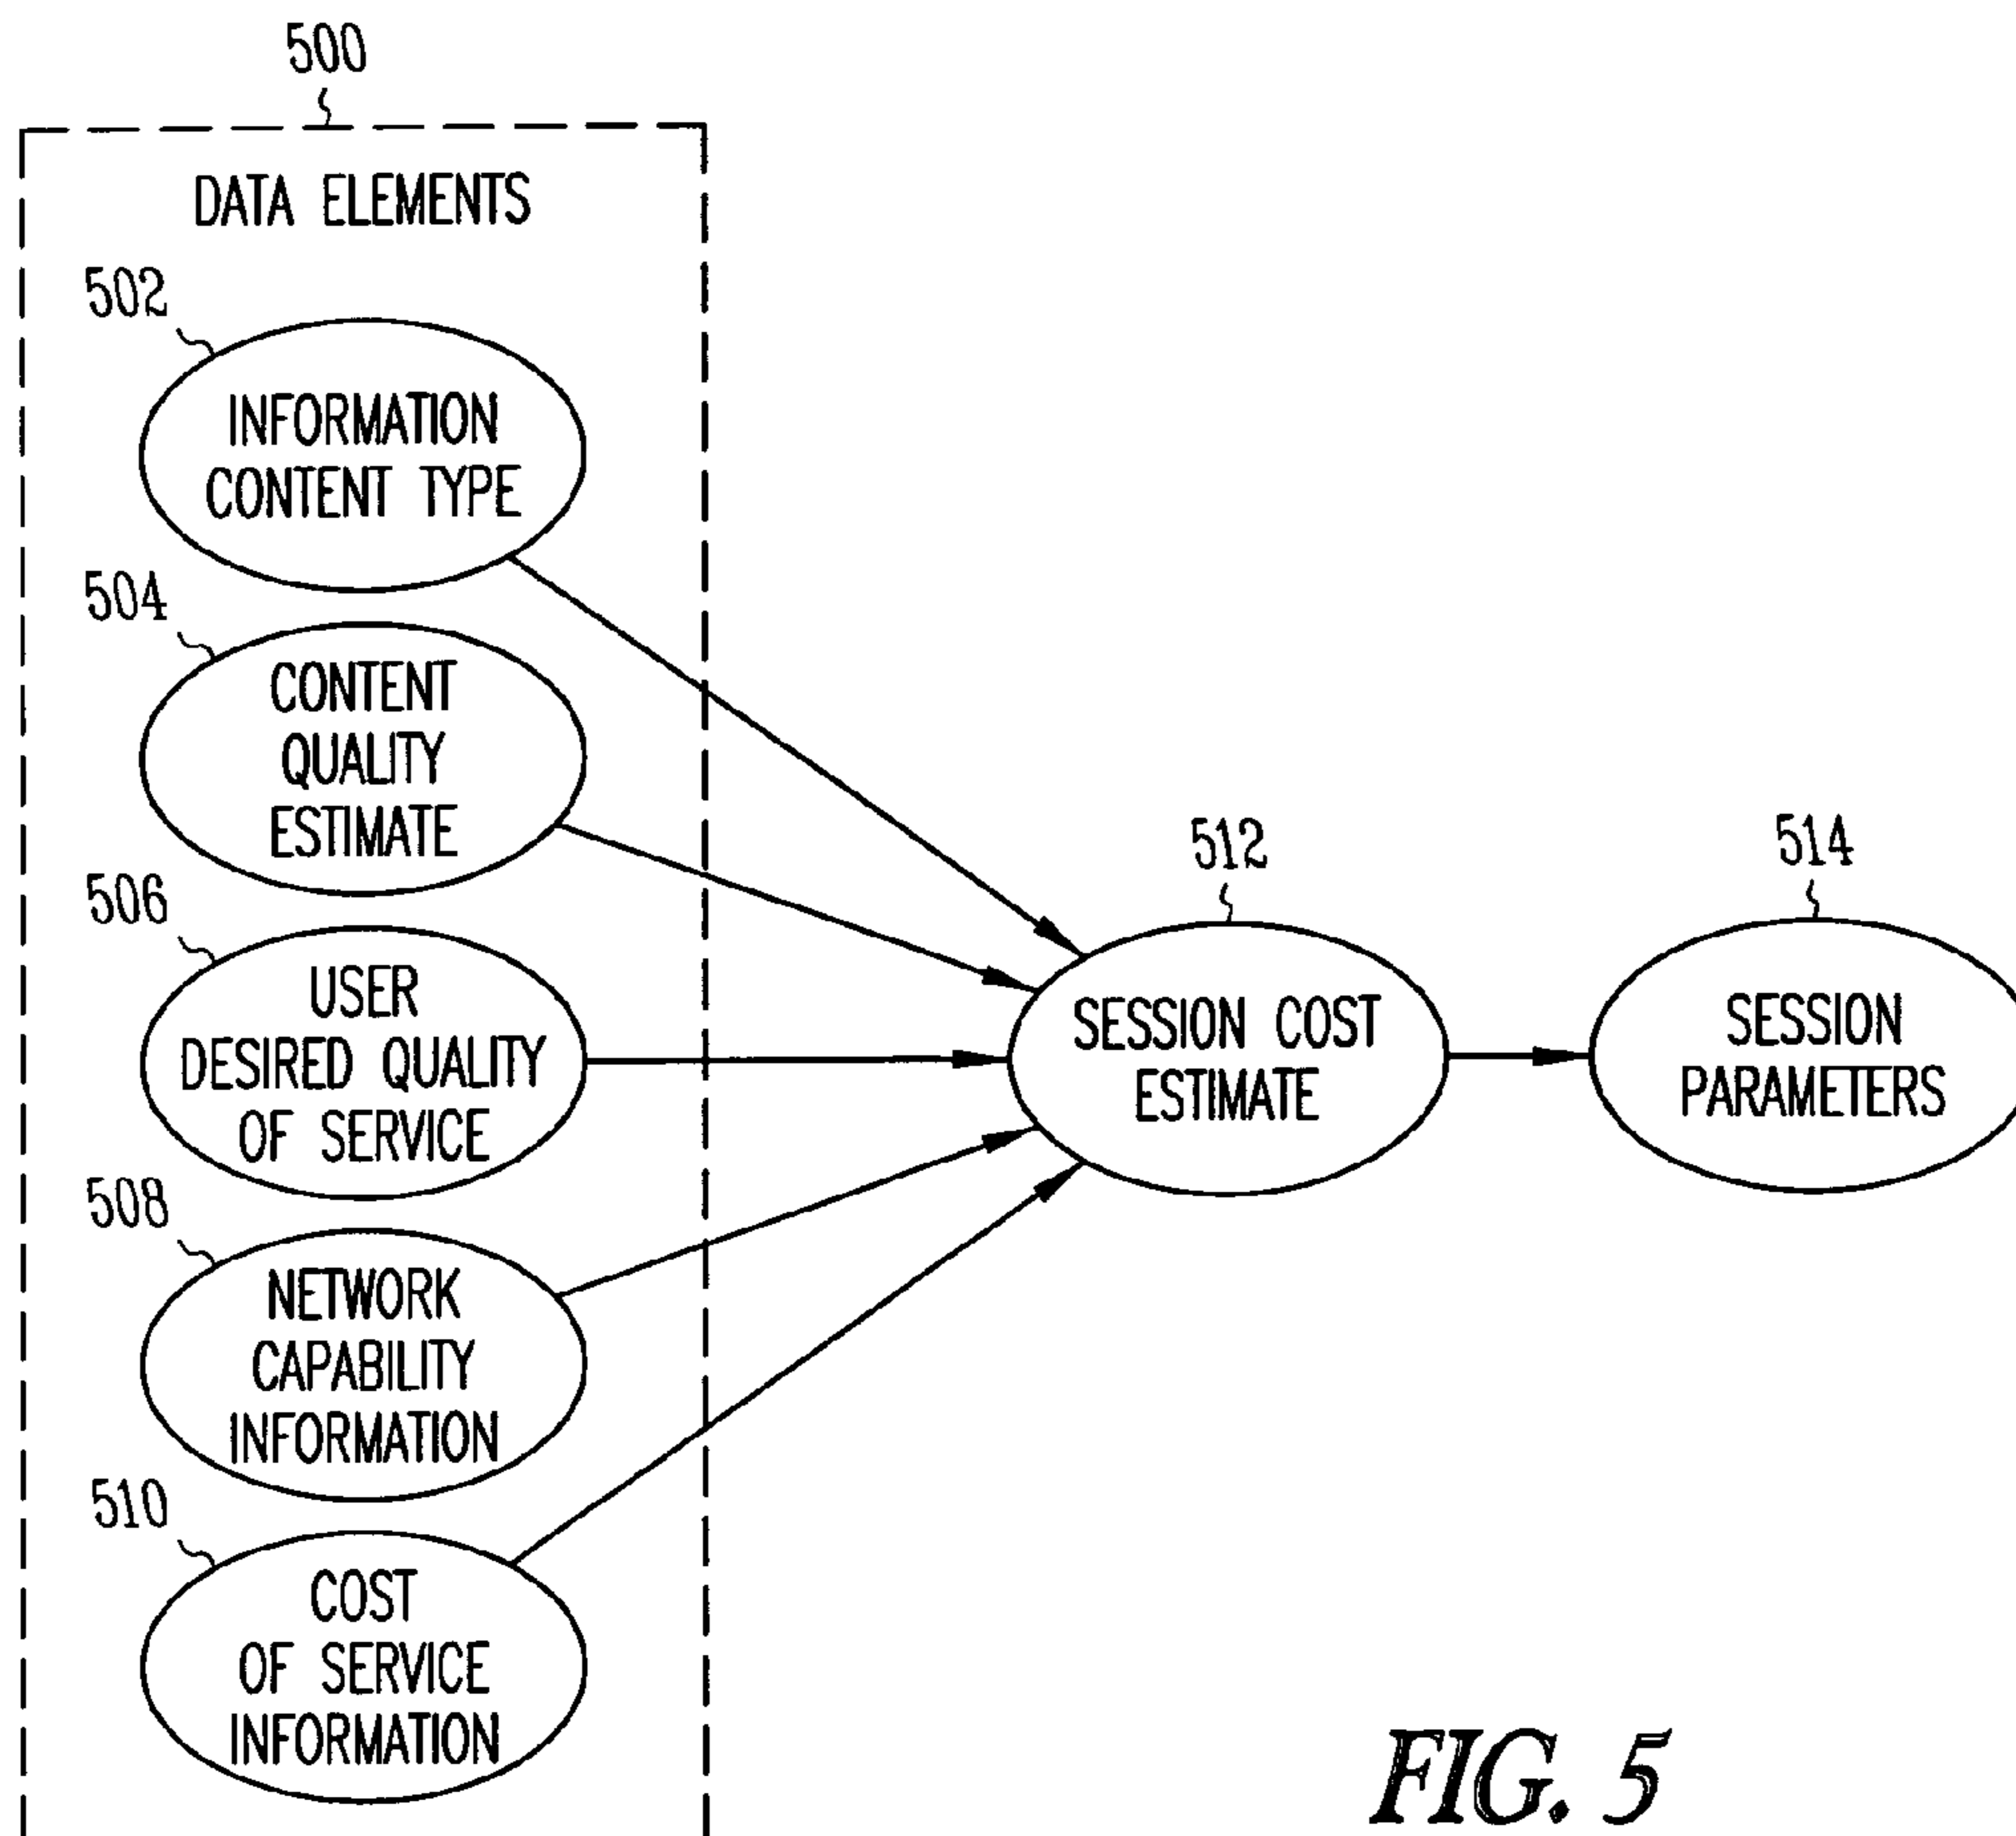 500
DATA ELEMENTS
502
INFORMATION
CONTENT TYPE
504
CONTENT
QUALITY
ESTIMATE
506
USER
DESIRED QUALITY
OF SERVICE
508
NETWORK
CAPABILITY
INFORMATION
510
COST
OF SERVICE
INFORMATION
512
SESSION COST
ESTIMATE
514
SESSION
PARAMETERS
FIG. 5